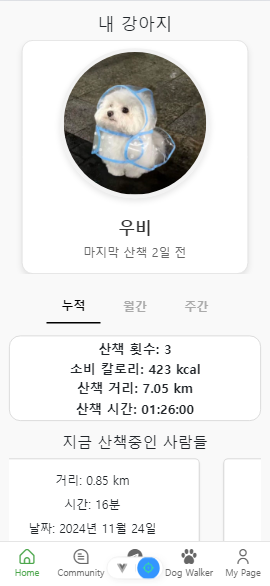 내 강아지
우비
마지막 산책 2일 전
누적 월간 주간
산책 횟수: 3
소비 칼로리: 423 kcal
산책 거리: 7.05 km
산책 시간: 01:26:00
지금 산책중인 사람들
거리: 0.85 km
시간: 16분
날짜: 2024년 11월 24일
Home Community Dog Walker My Page